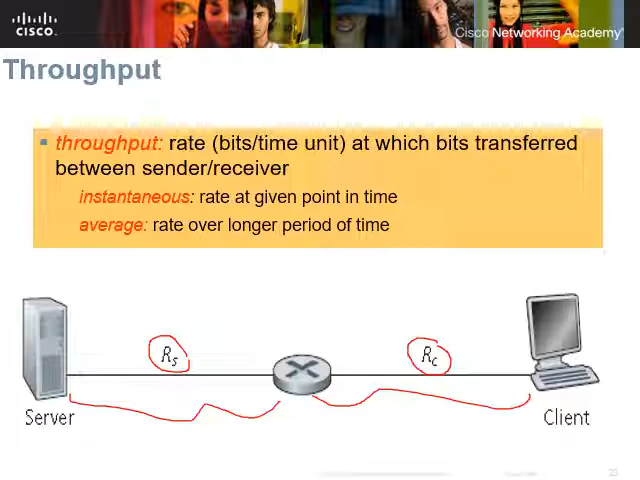 CISCO.
Cisco Networking Academy®
Throughput
throughput: rate (bits/time unit) at which bits transferred
between sender/receiver
instantaneous: rate at given point in time
average: rate over longer period of time
Rs
Rc
Server
Client
23